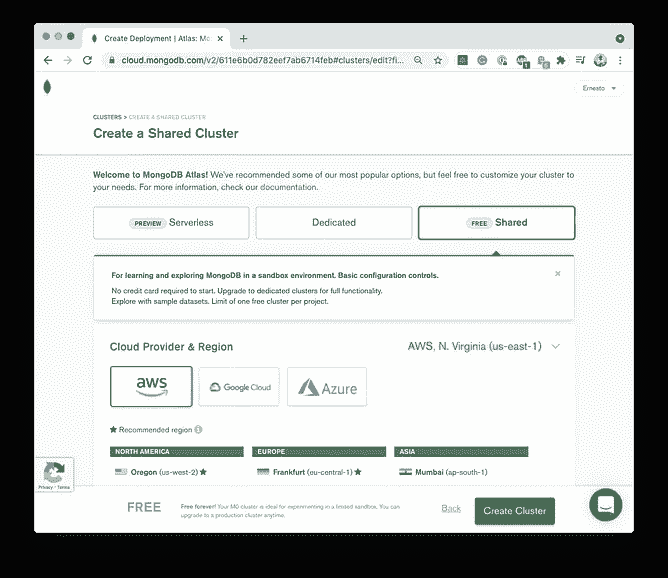 Create Deployment | Atlas: Mo
cloud.mongodb.com/v2/611e6b0d782eef7ab6714feb#clusters/edit?fi...
Ernesto
CLUSTERS > CREATE A SHARED CLUSTER
Create a Shared Cluster
Welcome to MongoDB Atlas! We've recommended some of our most popular options, but feel free to customize your cluster to
your needs. For more information, check our documentation.
PREVIEW Serverless
Dedicated
FREE Shared
For learning and exploring MongoDB in a sandbox environment. Basic configuration controls.
No credit card required to start. Upgrade to dedicated clusters for full functionality.
Explore with sample datasets. Limit of one free cluster per project.
Cloud Provider & Region
AWS, N. Virginia (us-east-1)
aws
Google Cloud
Azure
Recommended region
NORTH AMERICA
EUROPE
ASIA
Oregon (us-west-2)
Frankfurt (eu-central-1)
Mumbai (ap-south-1)
Privacy - Terms
FREE
Free forever! Your M0 cluster is ideal for experimenting in a limited sandbox. You can
upgrade to a production cluster anytime.
Back
Create Cluster